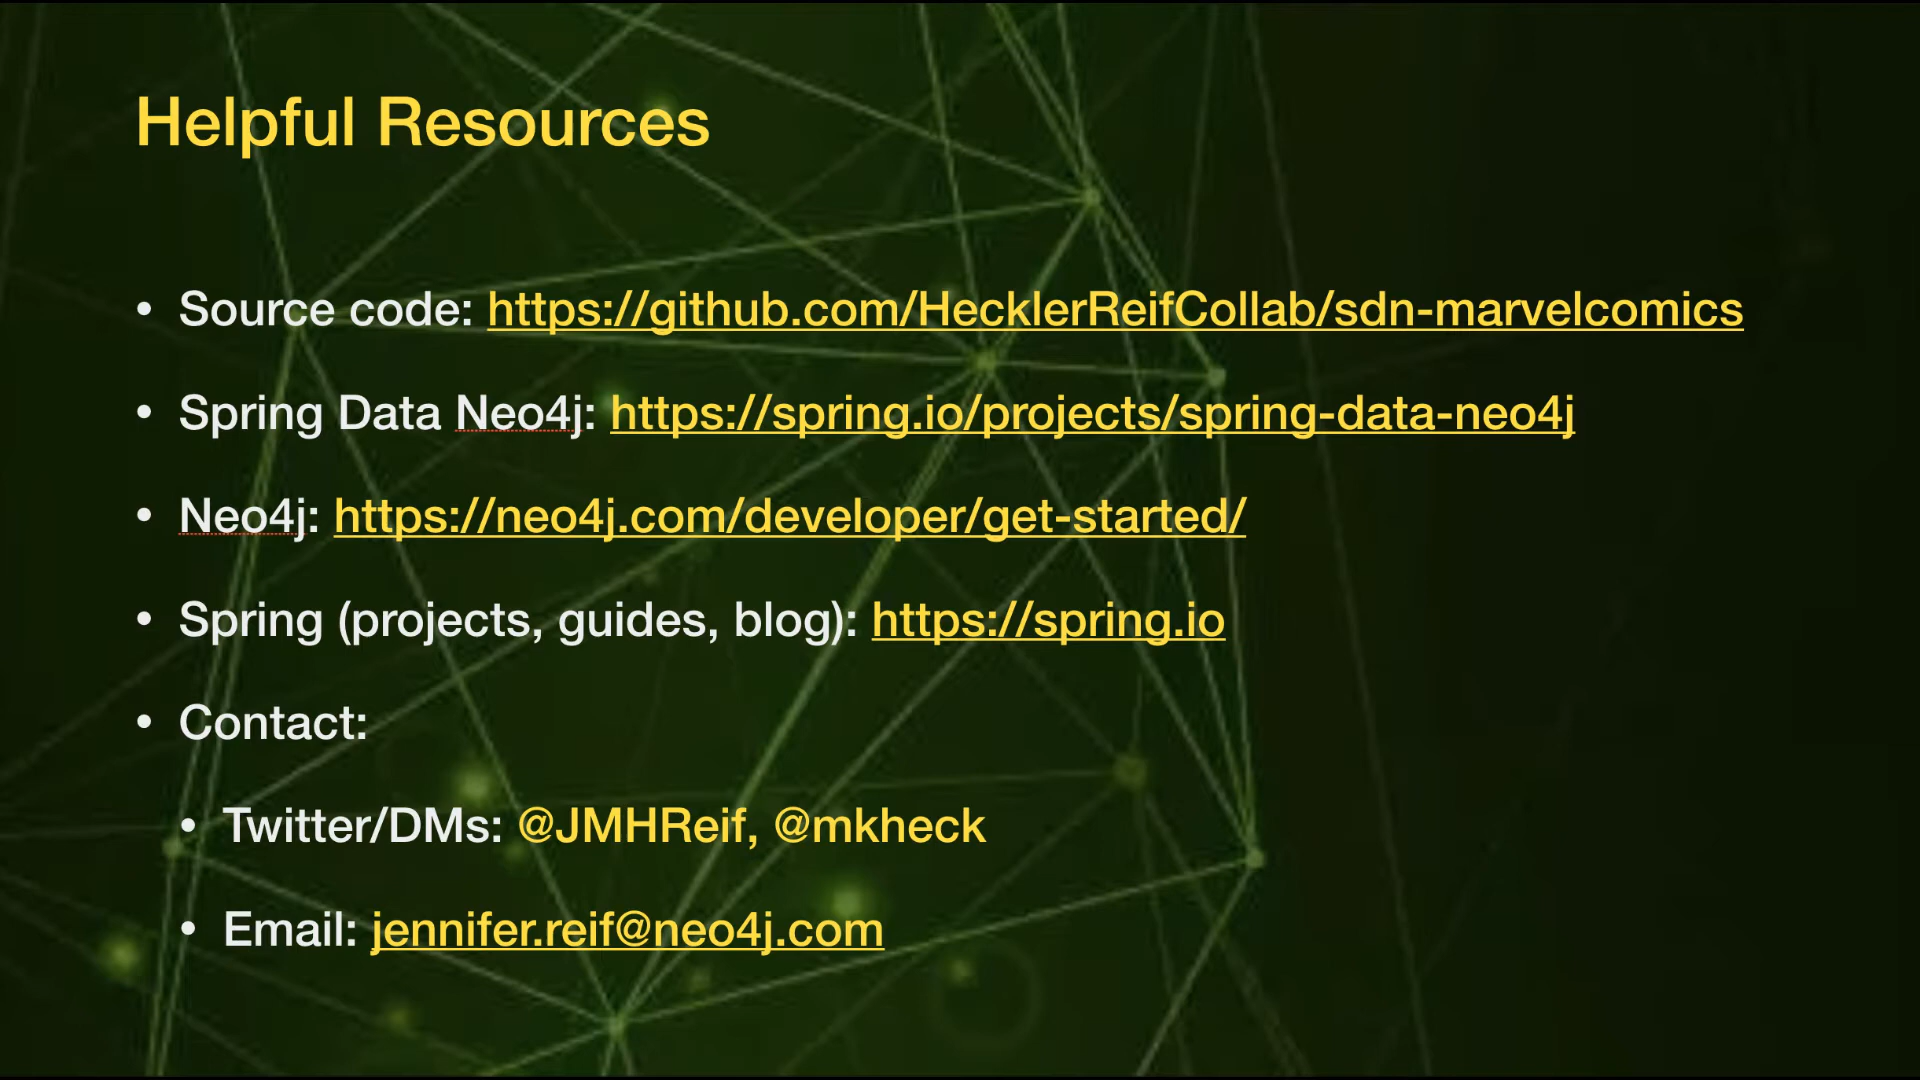 Helpful Resources
• Source code: https://github.com/HecklerReifCollab/sdn-marvelcomics
• Spring Data Neo4j: https://spring.io/projects/spring-data-neo4j
• Neo4j: https://neo4j.com/developer/get-started/
• Spring (projects, guides, blog): https://spring.io
• Contact:
• Twitter/DMs: @JMHReif, @mkheck
• Email: jennifer.reif@neo4j.com